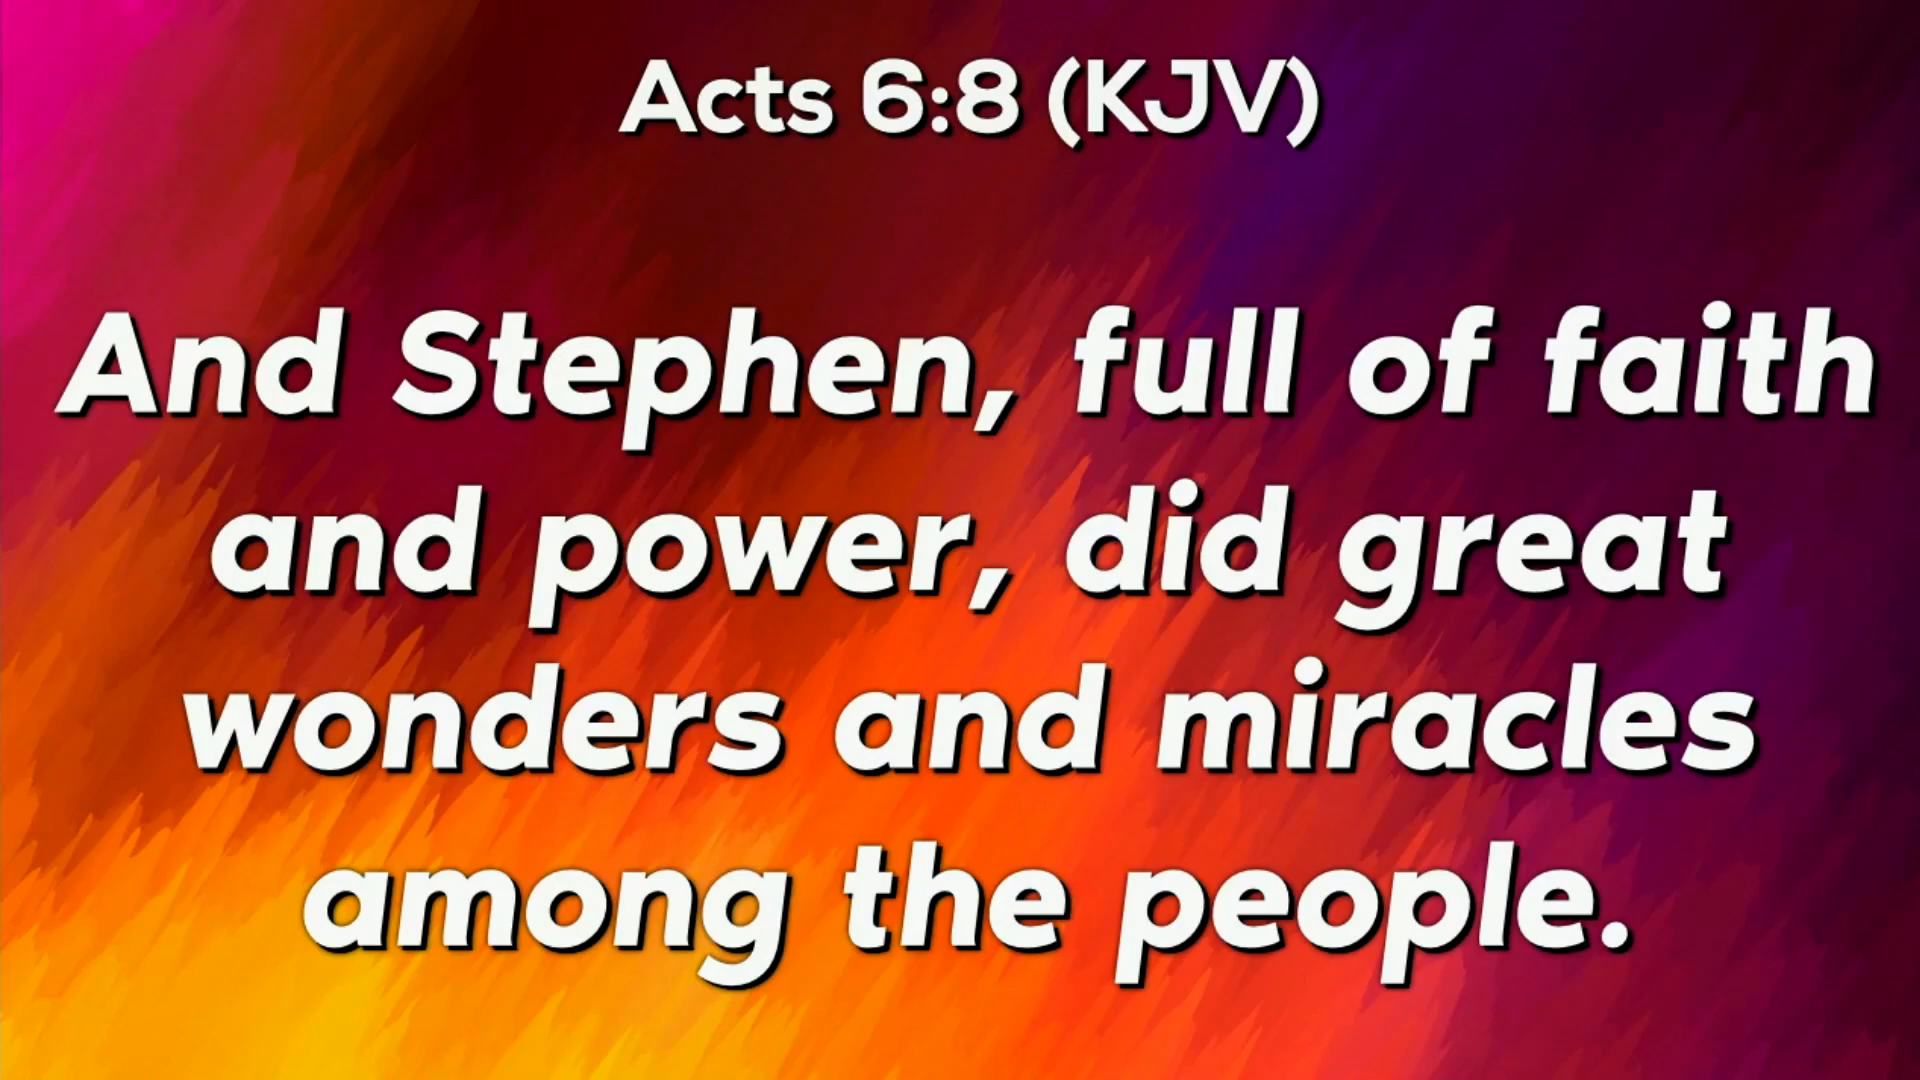 Acts 6:8 (KJV)
And Stephen, full of faith
and power, did great
wonders and miracles
among the people.